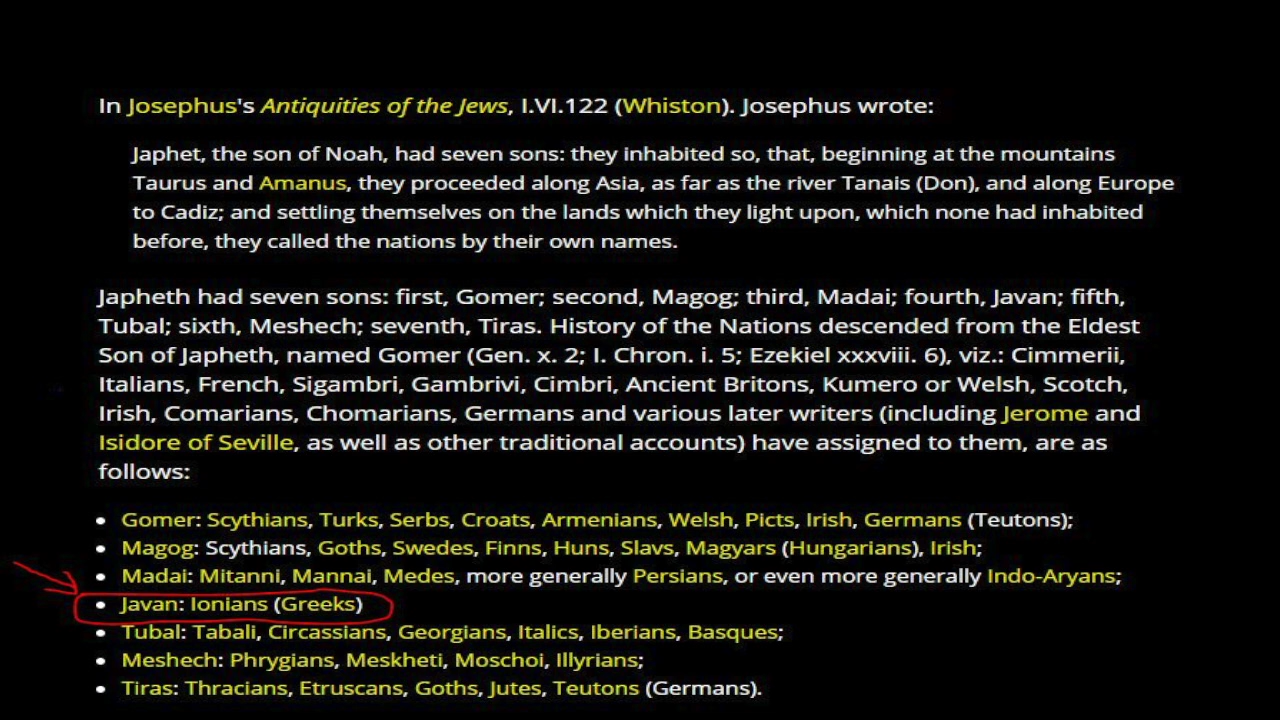 In Josephus's Antiquities of the Jews, I.VI.122 (Whiston). Josephus wrote:
Japhet, the son of Noah, had seven sons: they inhabited so, that, beginning at the mountains
Taurus and Amanus, they proceeded along Asia, as far as the river Tanais (Don), and along Europe
to Cadiz; and settling themselves on the lands which they light upon, which none had inhabited
before, they called the nations by their own names.
Japheth had seven sons: first, Gomer; second, Magog; third, Madai; fourth, Javan; fifth,
Tubal; sixth, Meshech; seventh, Tiras. History of the Nations descended from the Eldest
Son of Japheth, named Gomer (Gen. x. 2; I. Chron. i. 5; Ezekiel xxxviii. 6), viz.: Cimmerii,
Italians, French, Sigambri, Gambrivi, Cimbri, Ancient Britons, Kumero or Welsh, Scotch,
Irish, Comarians, Chomarians, Germans and various later writers (including Jerome and
Isidore of Seville, as well as other traditional accounts) have assigned to them, are as
follows:
• Gomer: Scythians, Turks, Serbs, Croats, Armenians, Welsh, Picts, Irish, Germans (Teutons);
• Magog: Scythians, Goths, Swedes, Finns, Huns, Slavs, Magyars (Hungarians), Irish;
• Madai: Mitanni, Mannai, Medes, more generally Persians, or even more generally Indo-Aryans;
• Javan: Ionians (Greeks)
• Tubal: Tabali, Circassians, Georgians, Italics, Iberians, Basques;
• Meshech: Phrygians, Meskheti, Moschoi, Illyrians;
• Tiras: Thracians, Etruscans, Goths, Jutes, Teutons (Germans).